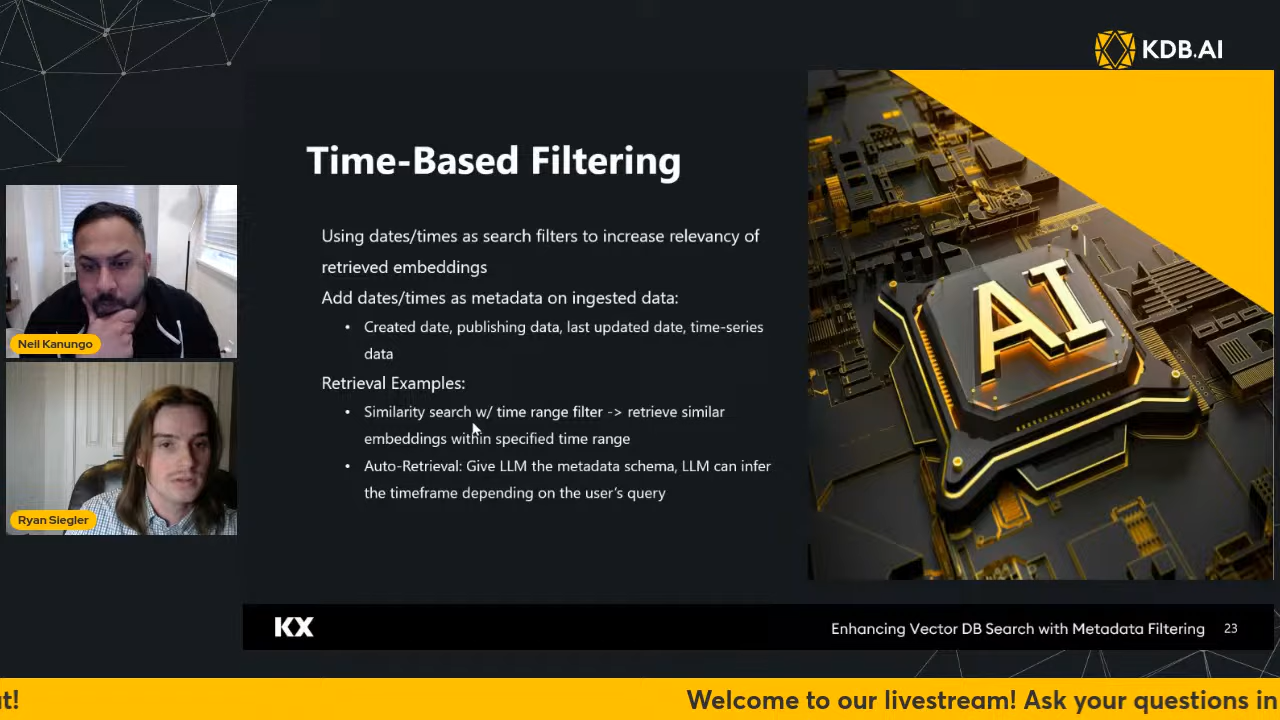 KDB.AI
Time-Based Filtering
Using dates/times as search filters to increase relevancy of
retrieved embeddings
Add dates/times as metadata on ingested data:
• Created date, publishing data, last updated date, time-series
data
Retrieval Examples:
• Similarity search w/ time range filter -> retrieve similar
embeddings within specified time range
• Auto-Retrieval: Give LLM the metadata schema, LLM can infer
the timeframe depending on the user's query
AI
Neil Kanungo
Ryan Siegler
KX
Enhancing Vector DB Search with Metadata Filtering 23
t! Welcome to our livestream! Ask your questions in